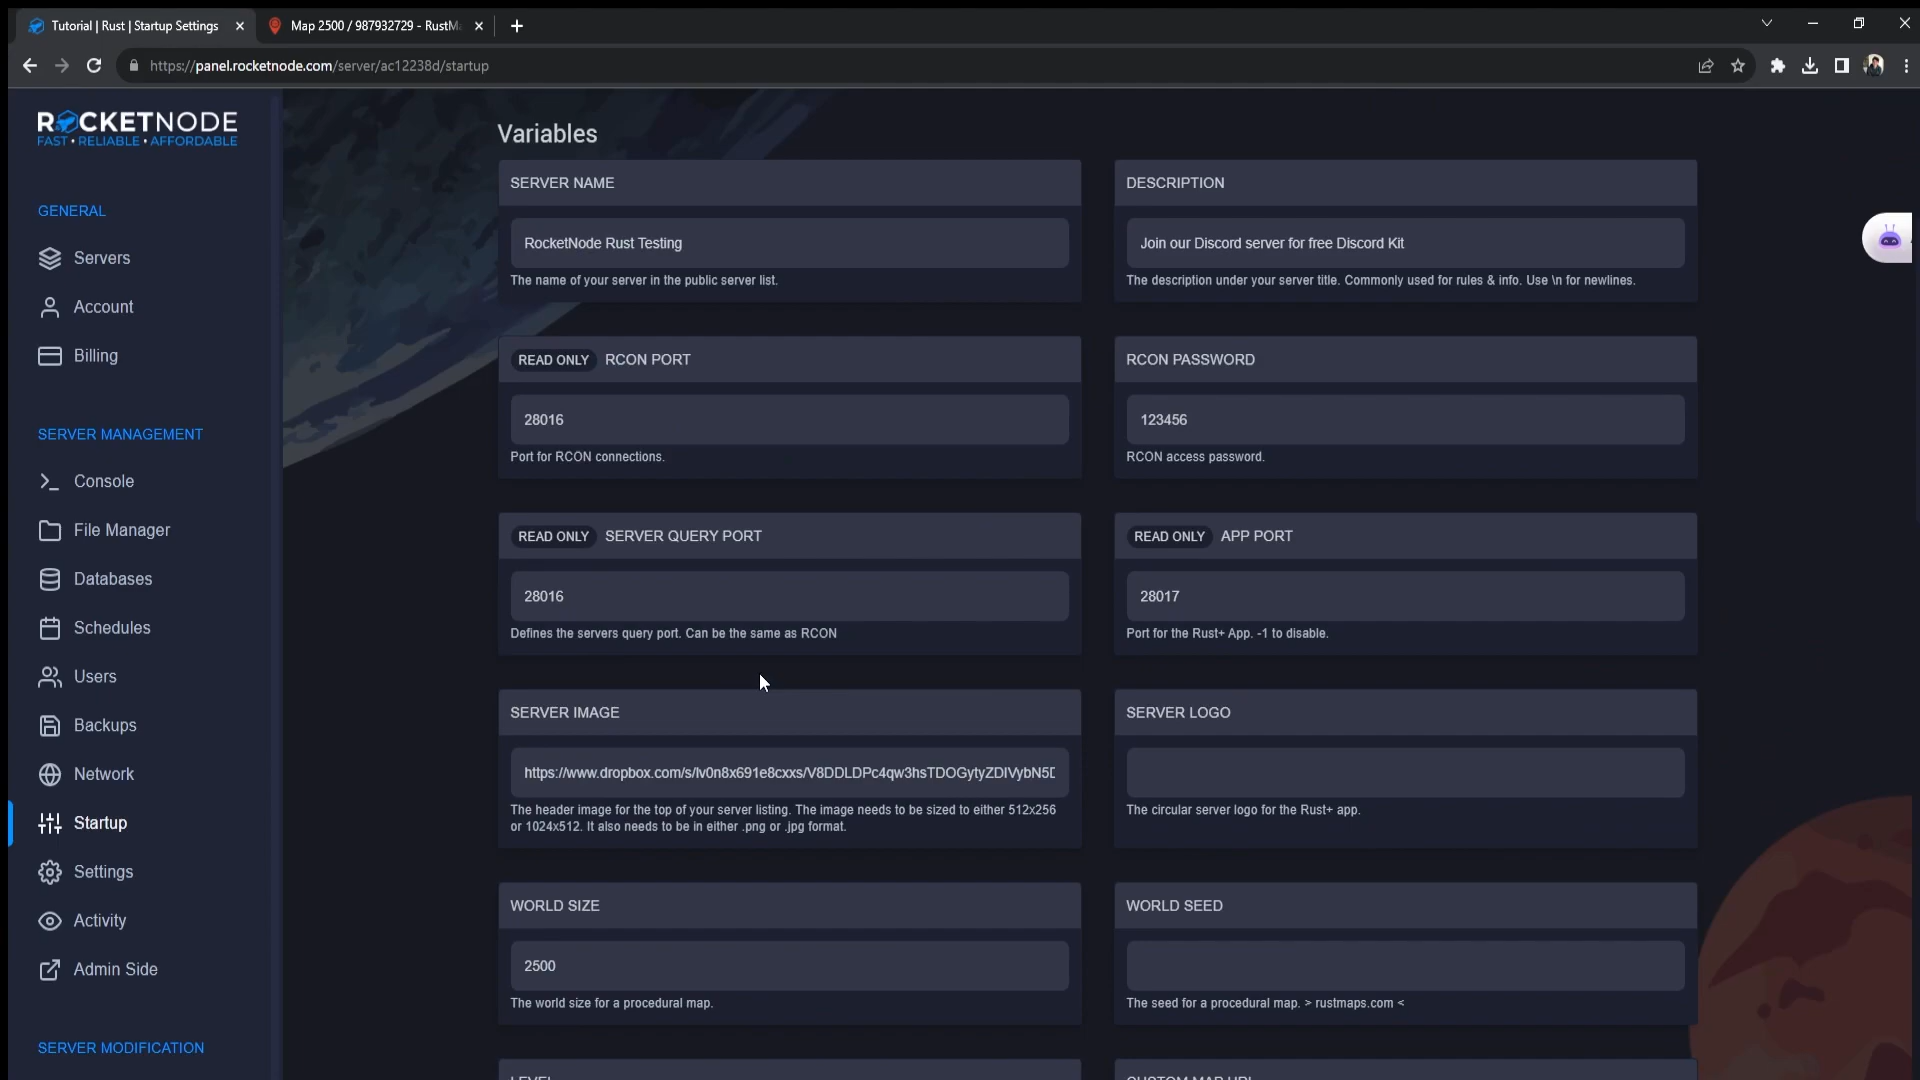 Tutorial | Rust | Startup Settings
Map 2500 / 987932729 - RustM
https://panel.rocketnode.com/server/ac12238d/startup
ROCKETNODE
FAST • RELIABLE • AFFORDABLE
GENERAL
Servers
Account
Billing
SERVER MANAGEMENT
Console
File Manager
Databases
Schedules
Users
Backups
Network
Startup
Settings
Activity
Admin Side
SERVER MODIFICATION
Variables
SERVER NAME
RocketNode Rust Testing
The name of your server in the public server list.
DESCRIPTION
Join our Discord server for free Discord Kit
The description under your server title. Commonly used for rules & info. Use \n for newlines.
READ ONLY RCON PORT
28016
Port for RCON connections.
RCON PASSWORD
123456
RCON access password.
READ ONLY SERVER QUERY PORT
28016
Defines the servers query port. Can be the same as RCON
READ ONLY APP PORT
28017
Port for the Rust+ App. -1 to disable.
SERVER IMAGE
The header image for the top of your server listing. The image needs to be sized to either 512x256
or 1024x512. It also needs to be in either .png or .jpg format.
SERVER LOGO
The circular server logo for the Rust+ app.
WORLD SIZE
2500
The world size for a procedural map.
WORLD SEED
The seed for a procedural map. > rustmaps.com <
LEVEL
CUSTOM MAP URL